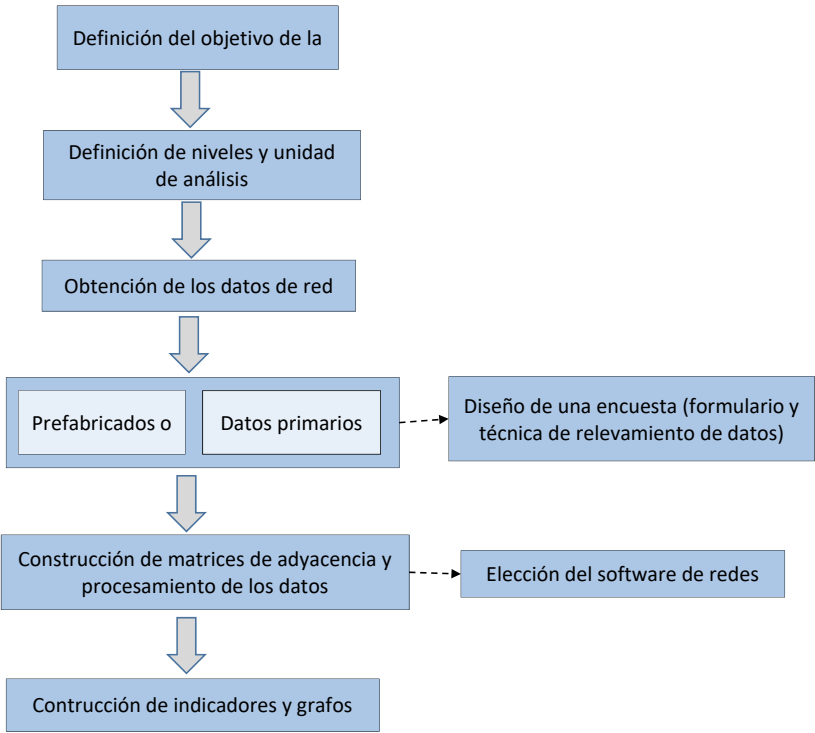 Definición del objetivo de la
Definición de niveles y unidad
de análisis
Obtención de los datos de red
Prefabricados o
Datos primarios
Diseño de una encuesta (formulario y
técnica de relevamiento de datos)
Construcción de matrices de adyacencia y
procesamiento de los datos
Elección del software de redes
Contrucción de indicadores y grafos